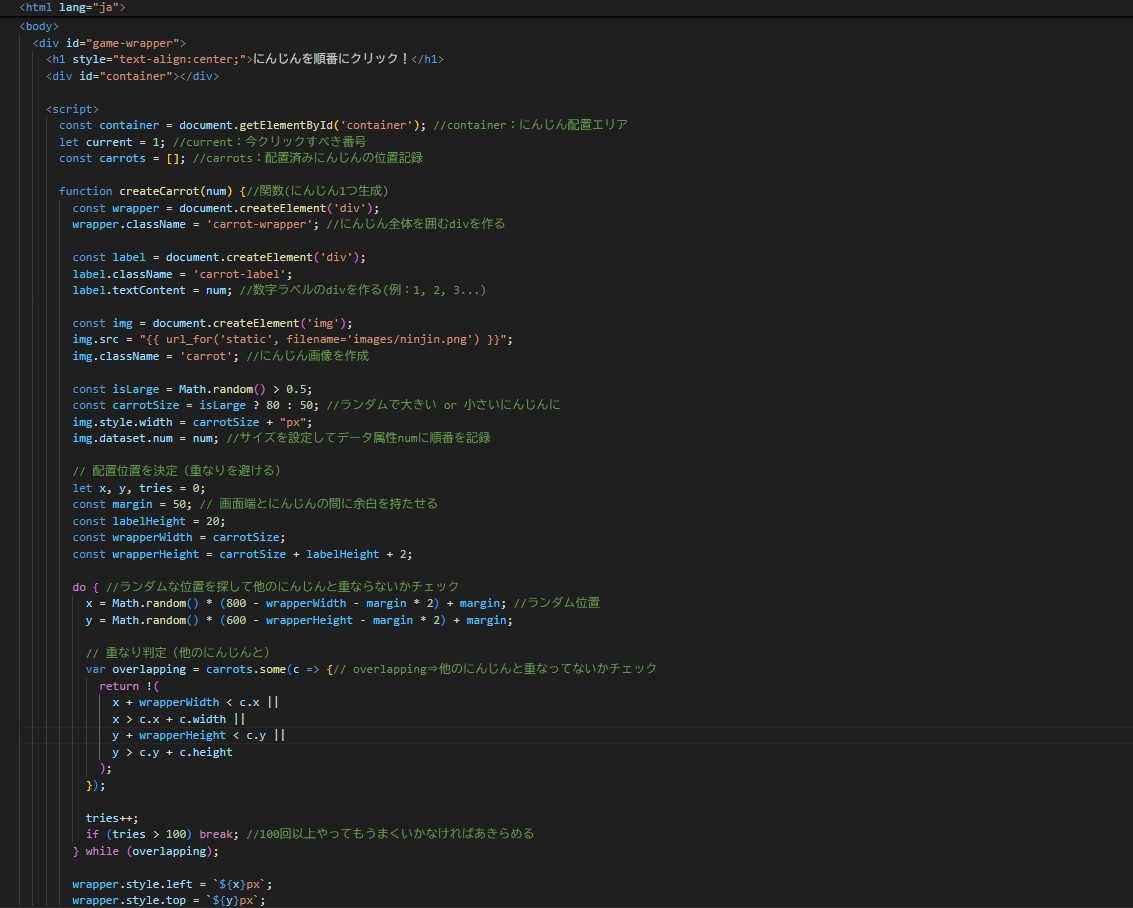 <html lang="ja">
<body>
<div id="game-wrapper">
<h1 style="text-align:center;">にんじんを順番にクリック！</h1>
<div id="container"></div>
<script>
const container = document.getElementById('container'); //container：にんじん配置エリア
let current = 1; //current：今クリックすべき番号
const carrots = []; //carrots：配置済みにんじんの位置記録
function createCarrot(num) {//関数(にんじん1つ生成)
const wrapper = document.createElement('div');
wrapper.className = 'carrot-wrapper'; //にんじん全体を囲むdivを作る
const label = document.createElement('div');
label.className = 'carrot-label';
label.textContent = num; //数字ラベルのdivを作る(例：1, 2, 3...)
const img = document.createElement('img');
img.src = "{{ url_for('static', filename='images/ninjin.png') }}";
img.className = 'carrot'; //にんじん画像を作成
const isLarge = Math.random() > 0.5;
const carrotSize = isLarge ? 80 : 50; //ランダムで大きい or 小さいにんじんに
img.style.width = carrotSize + "px";
img.dataset.num = num; //サイズを設定してデータ属性numに順番を記録
// 配置位置を決定（重なりを避ける）
let x, y, tries = 0;
const margin = 50; // 画面端とにんじんの間に余白を持たせる
const labelHeight = 20;
const wrapperWidth = carrotSize;
const wrapperHeight = carrotSize + labelHeight + 2;
do { //ランダムな位置を探して他のにんじんと重ならないかチェック
x = Math.random() * (800 - wrapperWidth - margin * 2) + margin; //ランダム位置
y = Math.random() * (600 - wrapperHeight - margin * 2) + margin;
// 重なり判定（他のにんじんと）
var overlapping = carrots.some(c => {// overlapping⇒他のにんじんと重なってないかチェック
return !(
x + wrapperWidth < c.x ||
x > c.x + c.width ||
y + wrapperHeight < c.y ||
y > c.y + c.height
);
});
tries++;
if (tries > 100) break; //100回以上やってもうまくいかなければあきらめる
} while (overlapping);
wrapper.style.left = `${x}px`;
wrapper.style.top = `${y}px`;